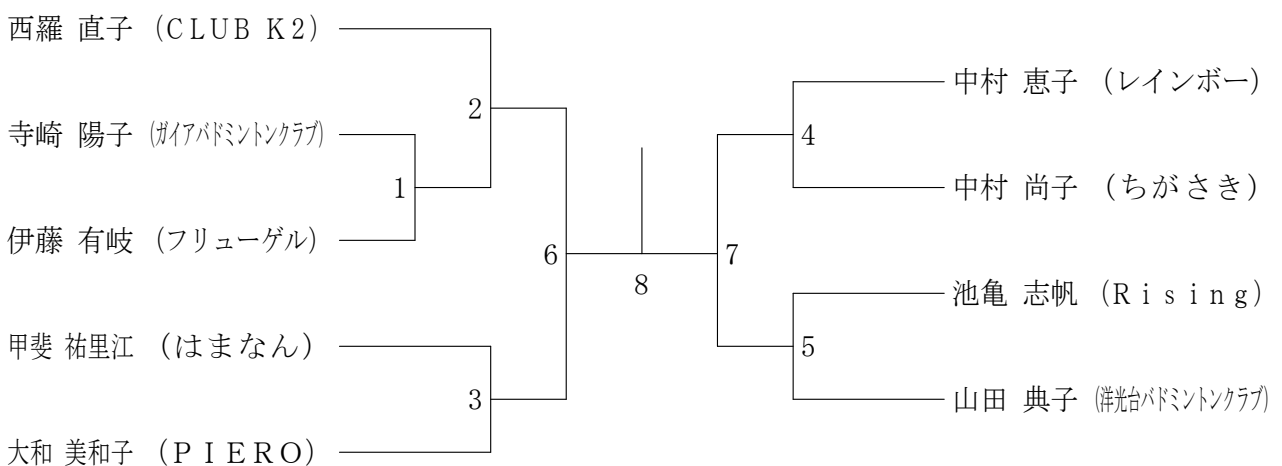 西羅 直子 (CLUB K2)
寺崎 陽子 (ガイアバドミントンクラブ)
伊藤 有岐 (フリューゲル)
甲斐 祐里江 (はまなん)
大和 美和子 (PIERO)
1
2
3
6
8
7
4
5
中村 恵子 (レインボー)
中村 尚子 (ちがさき)
池亀 志帆 (Rising)
山田 典子 (洋光台バドミントンクラブ)